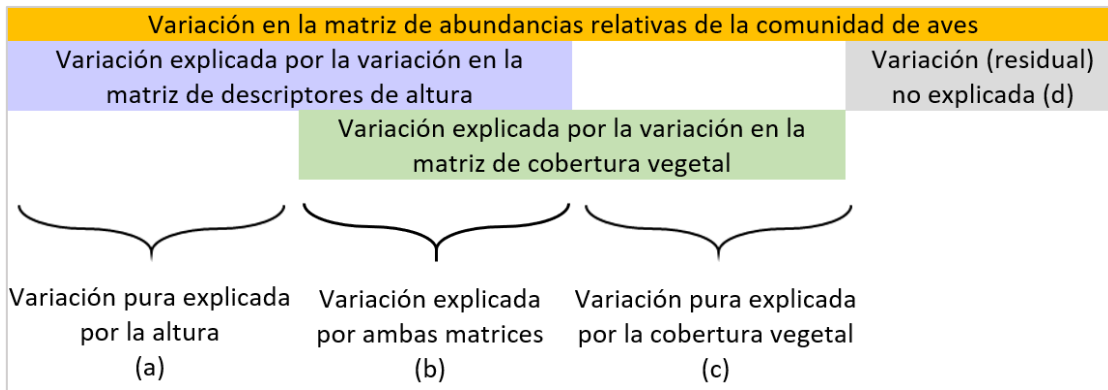 Variación en la matriz de abundancias relativas de la comunidad de aves
Variación explicada por la variación en la
matriz de descriptores de altura
Variación (residual)
no explicada (d)
Variación explicada por la variación en la
matriz de cobertura vegetal
Variación pura explicada
por la altura
(a)
Variación explicada
por ambas matrices
(b)
Variación pura explicada
por la cobertura vegetal
(c)